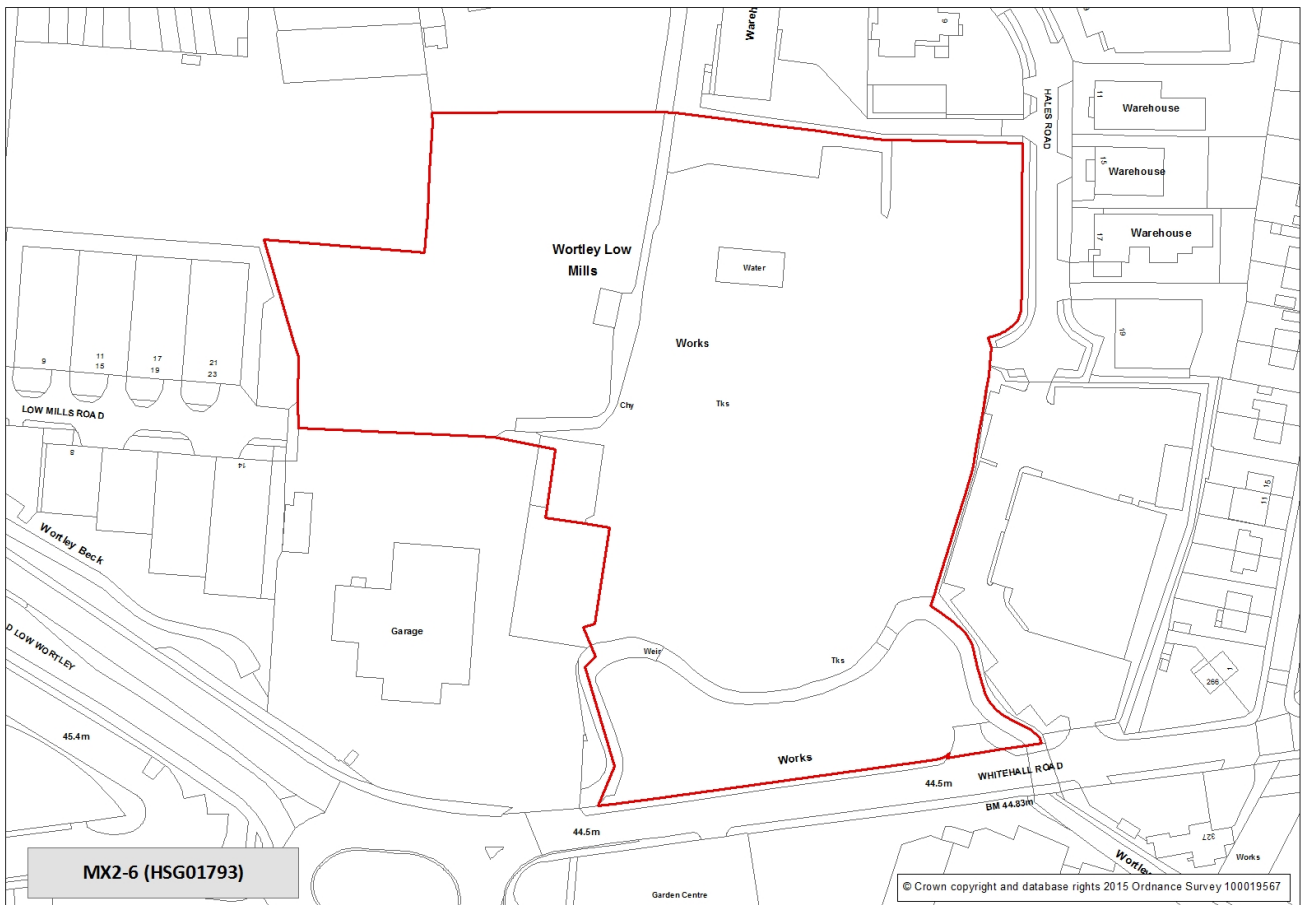 Wareh
9
HALES ROAD
11
Warehouse
15
Warehouse
17
Warehouse
19
Wortley Low
Mills
Water
Works
Chy
Tks
9
11
15
17
19
21
23
LOW MILLS ROAD
8
14
Wortley Beck
D LOW WORTLEY
Garage
Weir
Tks
15
11
1
266
45.4m
Works
44.5m
WHITEHALL ROAD
BM 44.83m
44.5m
327
Works
Wortley
Garden Centre
MX2-6 (HSG01793)
© Crown copyright and database rights 2015 Ordnance Survey 100019567